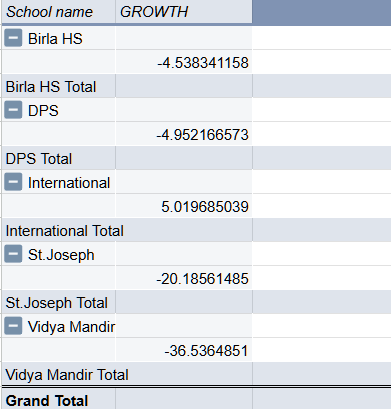 School name GROWTH
Birla HS
-4.538341158
Birla HS Total
DPS
-4.952166573
DPS Total
International
5.019685039
International Total
St.Joseph
-20.18561485
St.Joseph Total
Vidya Mandir
-36.5364851
Vidya Mandir Total
Grand Total